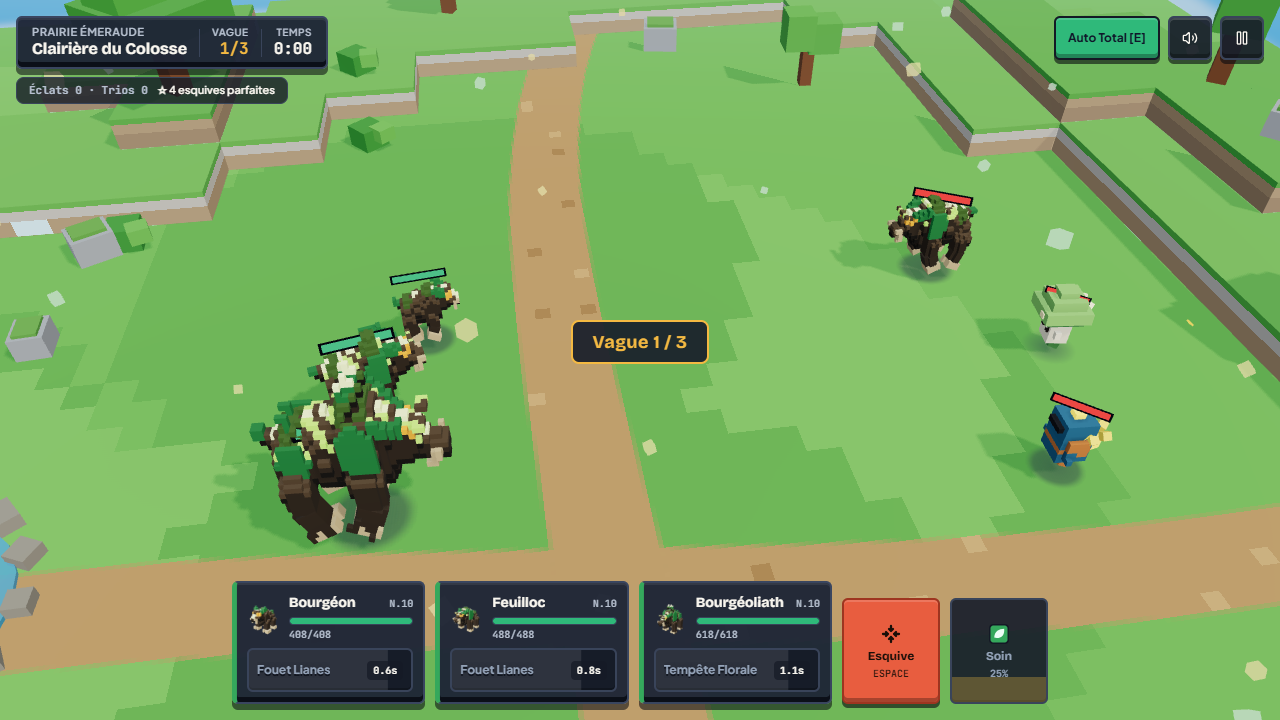 PRAIRIE ÉMERAUDE
Clairière du Colosse
VAGUE
1/3
TEMPS
0:00
Éclats 0 · Trios 0 ★ 4 esquives parfaites
Auto Total [E]
Vague 1 / 3
Bourgéon N.10
408/408
Fouet Llanes 0.6s
Feuilloc N.10
488/488
Fouet Llanes 0.8s
Bourgéoliath N.10
618/618
Tempête Florale 1.1s
Esquive
ESPACE
Soin
25%